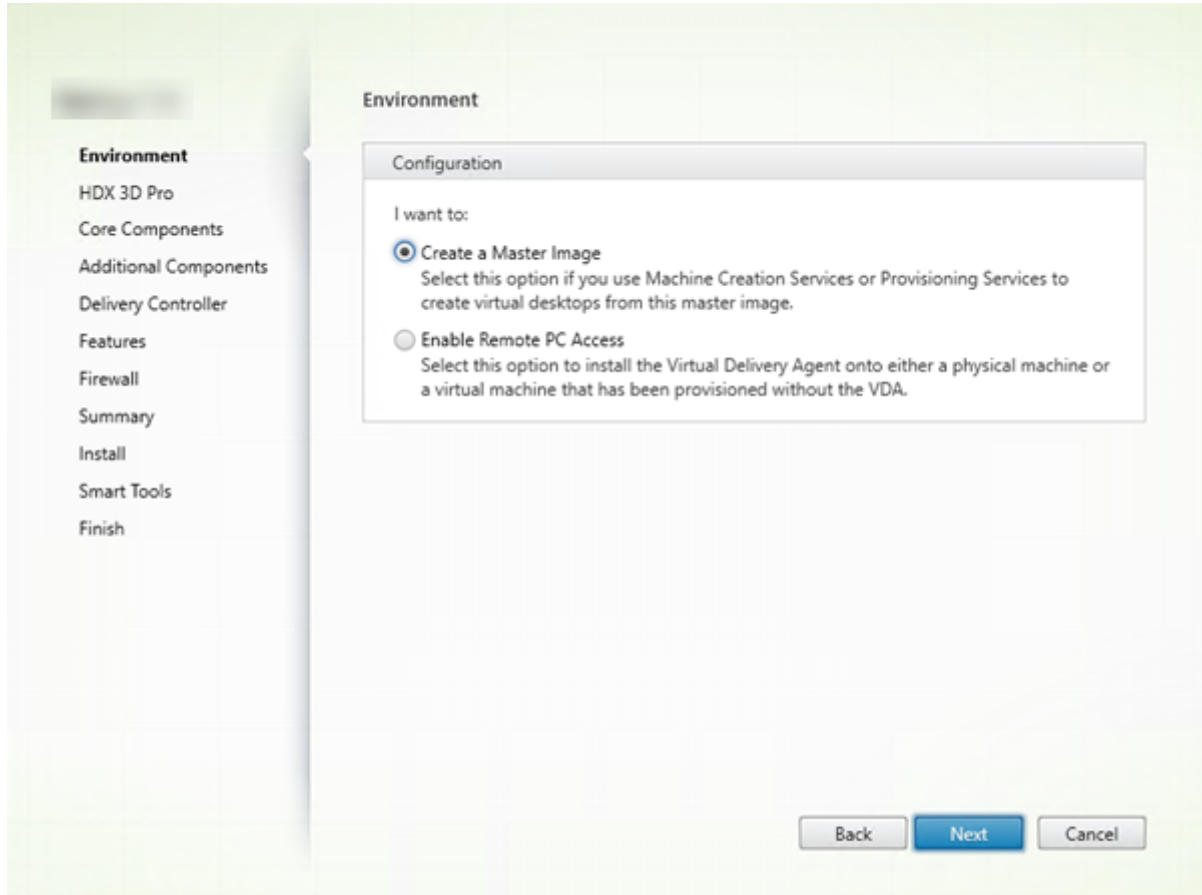 Environment
HDX 3D Pro
Core Components
Additional Components
Delivery Controller
Features
Firewall
Summary
Install
Smart Tools
Finish
Environment
Configuration
I want to:
Create a Master Image
Select this option if you use Machine Creation Services or Provisioning Services to
create virtual desktops from this master image.
Enable Remote PC Access
Select this option to install the Virtual Delivery Agent onto either a physical machine or
a virtual machine that has been provisioned without the VDA.
Back
Next
Cancel